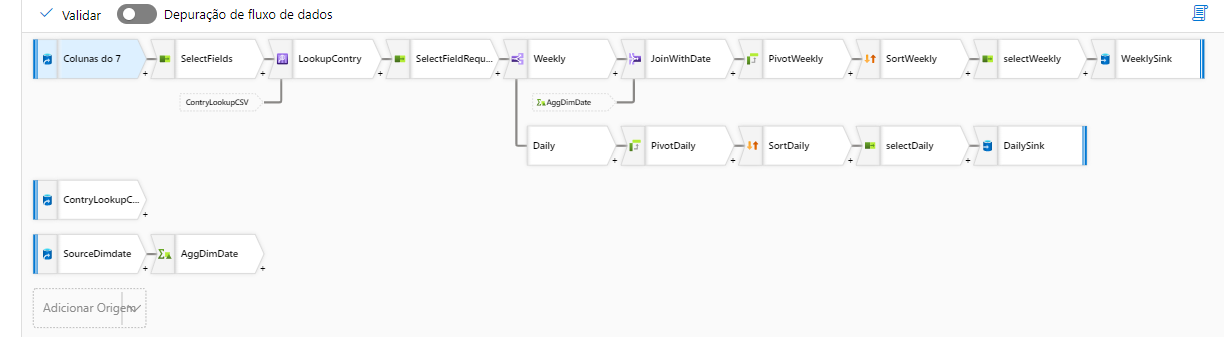 Validar Depuração de fluxo de dados
Colunas do 7 SelectFields LookupContry SelectFieldRequ... Weekly JoinWithDate PivotWeekly SortWeekly selectWeekly WeeklySink
ContryLookupCSV AggDimDate
Daily PivotDaily SortDaily selectDaily DailySink
ContryLookupC...
SourceDimdate AggDimDate
Adicionar Origem